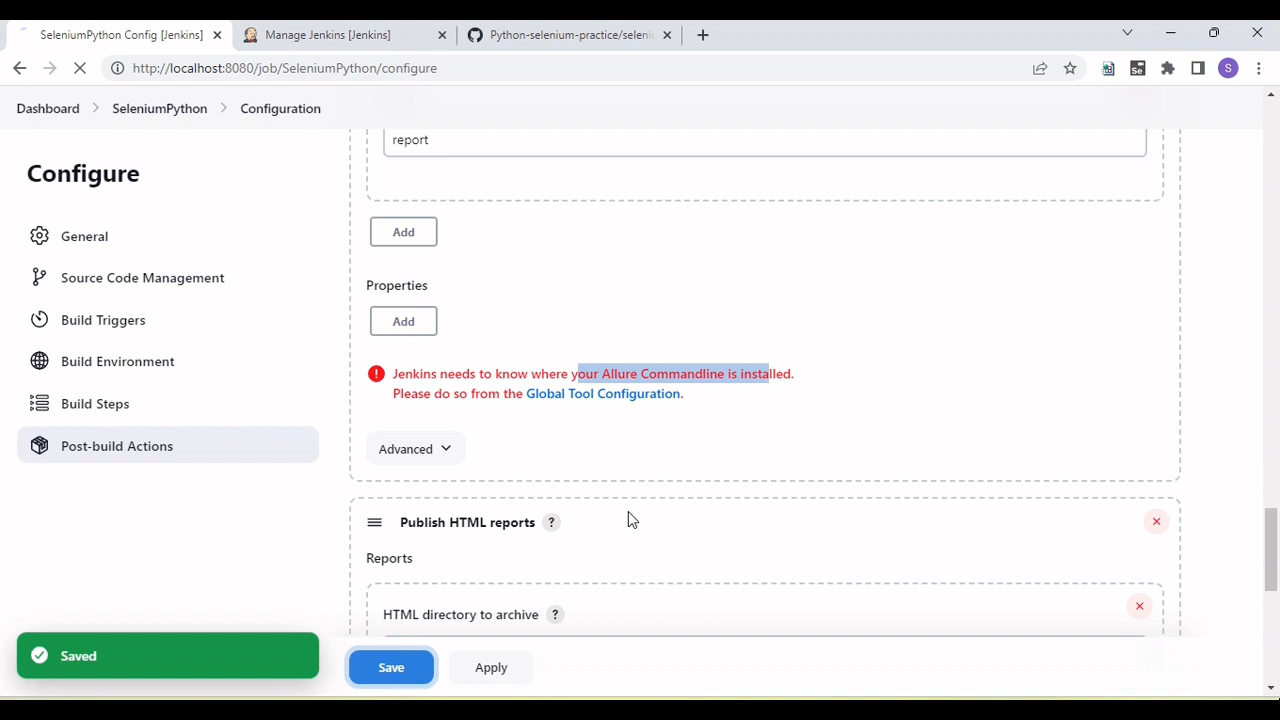 SeleniumPython Config [Jenkins]
Manage Jenkins [Jenkins]
Python-selenium-practice/seleni
http://localhost:8080/job/SeleniumPython/configure
Se
S
Dashboard
SeleniumPython
Configuration
Configure
General
Source Code Management
Build Triggers
Build Environment
Build Steps
Post-build Actions
report
Add
Properties
Add
Jenkins needs to know where your Allure Commandline is installed.
Please do so from the Global Tool Configuration.
Advanced
Publish HTML reports ?
Reports
HTML directory to archive ?
Saved
Save
Apply